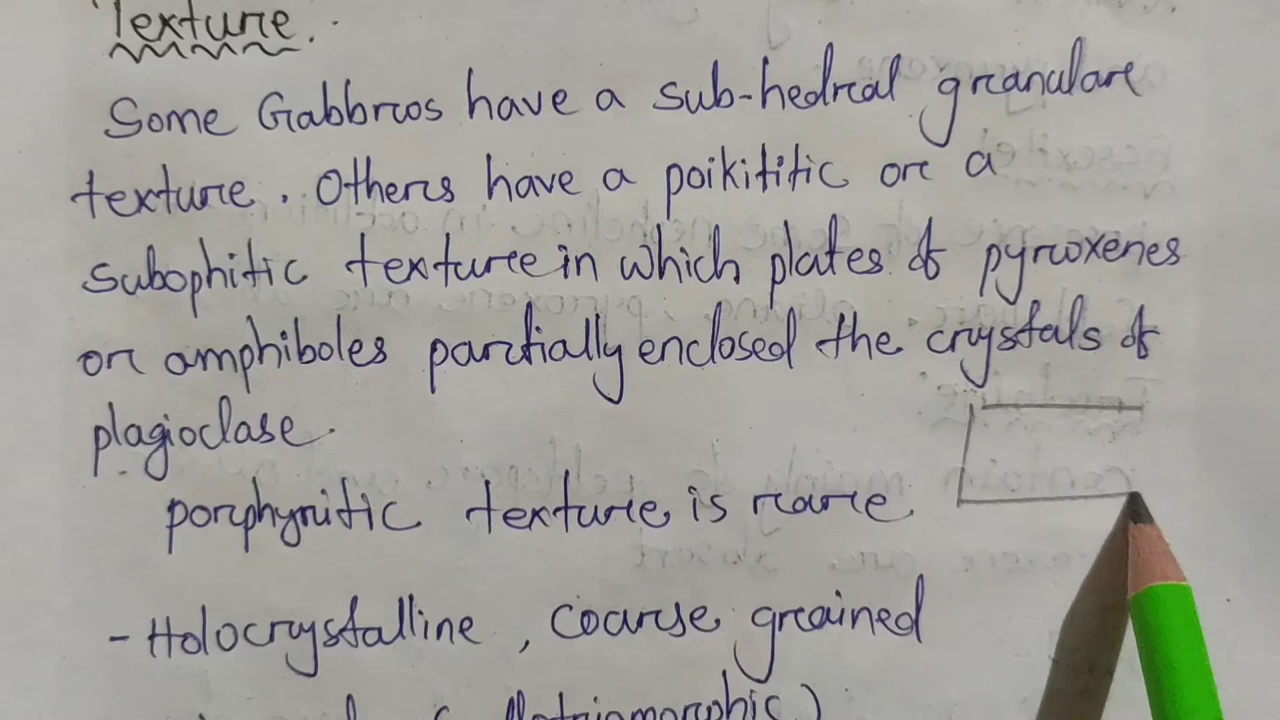 Texture.
Some Gabbros have a sub-hedral granular
texture. Others have a poikititic or a
subophitic texture in which plates of pyroxenes
or amphiboles partially enclosed the crystals of
plagioclase.
porphyritic texture is rare
- Holocrystalline, coarse grained